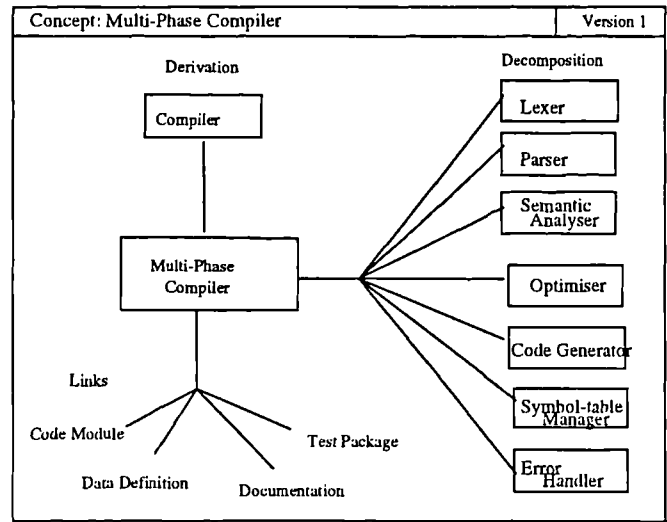 Concept: Multi-Phase Compiler
Version 1
Derivation
Compiler
Multi-Phase
Compiler
Links
Code Module
Data Definition
Documentation
Test Package
Decomposition
Lexer
Parser
Semantic
Analyser
Optimiser
Code Generator
Symbol-table
Manager
Error
Handler